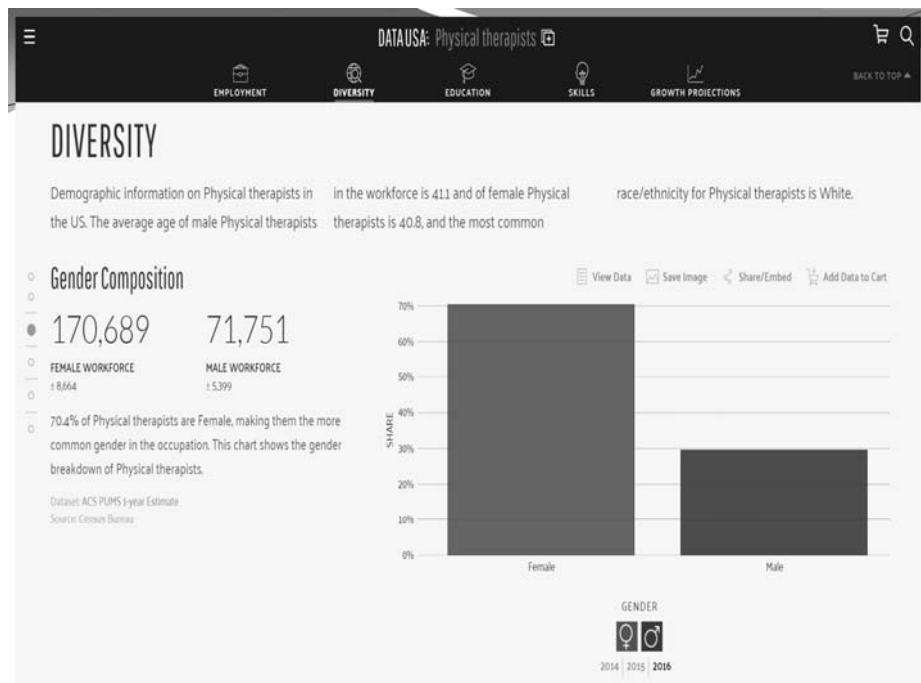 DATAUSA: Physical therapists
EMPLOYMENT
DIVERSITY
EDUCATION
SKILLS
GROWTH PROJECTIONS
BACK TO TOP
DIVERSITY
Demographic information on Physical therapists in
the US. The average age of male Physical therapists
in the workforce is 41.1 and of female Physical
therapists is 40.8, and the most common
race/ethnicity for Physical therapists is White.
Gender Composition
170,689
FEMALE WORKFORCE
± 8,664
71,751
MALE WORKFORCE
± 5,399
70.4% of Physical therapists are Female, making them the more
common gender in the occupation. This chart shows the gender
breakdown of Physical therapists.
Dataset: ACS PUMS 1-year Estimate
Source: Census Bureau
View Data
Save Image
Share/Embed
Add Data to Cart
70%
60%
50%
40%
30%
20%
10%
0%
SHARE
Female
Male
GENDER
2014 | 2015 | 2016